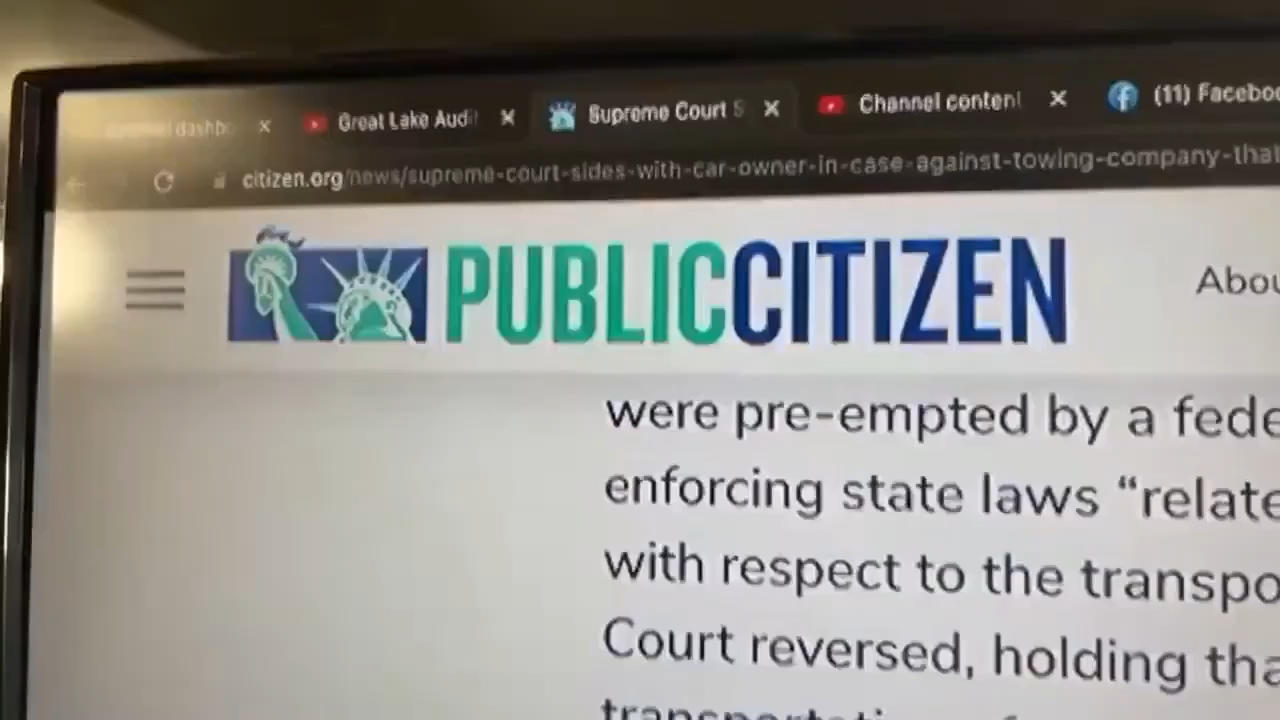 dashbo
Great Lake Audi
Supreme Court S
Channel content
(11) Faceboo
citizen.org/news/supreme-court-sides-with-car-owner-in-case-against-towing-company-that
PUBLICCITIZEN
Abou
were pre-empted by a fede
enforcing state laws “relate
with respect to the transpo
Court reversed, holding tha